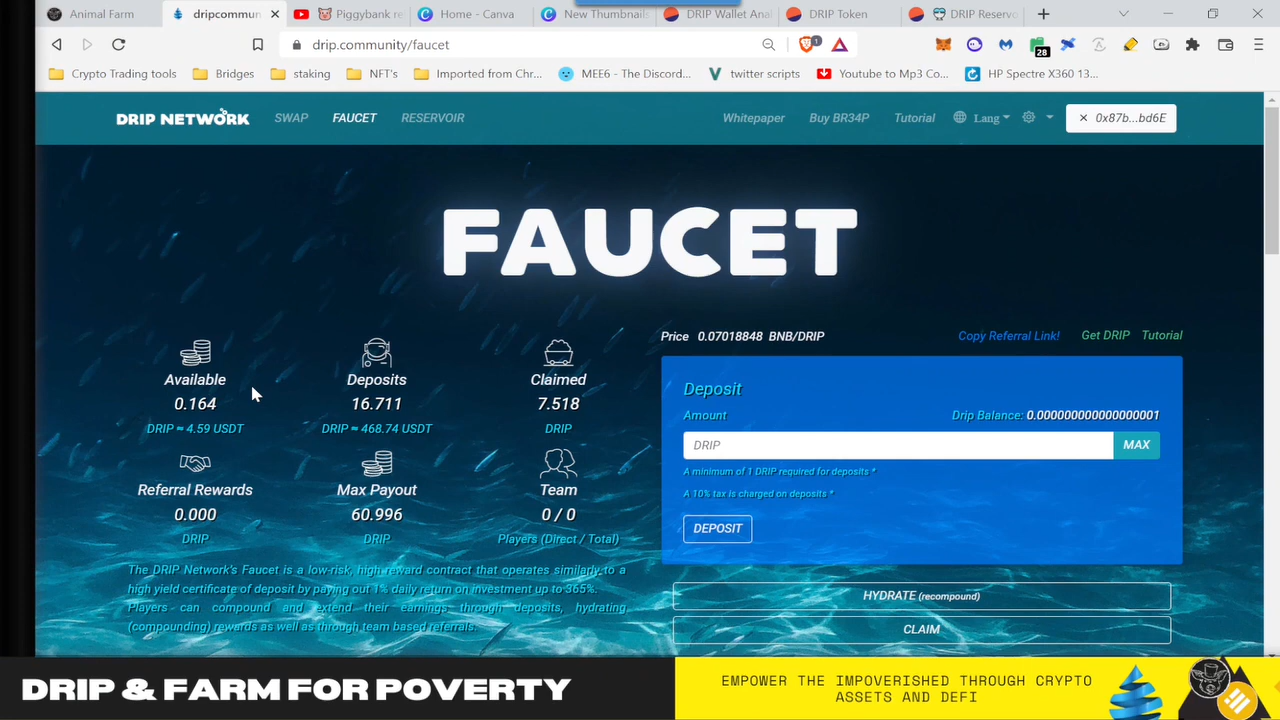 Animal Farm
dripcommun
Piggybank re
Home - Canva
New Thumbnails
DRIP Wallet Anal
DRIP Token
DRIP Reservo
drip.community/faucet
1
28
Crypto Trading tools
Bridges
staking
NFT's
Imported from Chr...
MEE6 - The Discord...
twitter scripts
Youtube to Mp3 Co...
HP Spectre X360 13...
DRIP NETWORK
SWAP
FAUCET
RESERVOIR
Whitepaper
Buy BR34P
Tutorial
Lang
× 0x87b...bd6E
FAUCET
Available
0.164
DRIP ≈ 4.59 USDT
Deposits
16.711
DRIP ≈ 468.74 USDT
Claimed
7.518
DRIP
Referral Rewards
0.000
DRIP
Max Payout
60.996
DRIP
Team
0 / 0
Players (Direct / Total)
The DRIP Network's Faucet is a low-risk, high reward contract that operates similarly to a
high yield certificate of deposit by paying out 1% daily return on investment up to 365%.
Players can compound and extend their earnings through deposits, hydrating
(compounding) rewards as well as through team based referrals.
Price 0.07018848 BNB/DRIP
Copy Referral Link!
Get DRIP
Tutorial
Deposit
Amount
Drip Balance: 0.000000000000000001
DRIP
MAX
A minimum of 1 DRIP required for deposits *
A 10% tax is charged on deposits *
DEPOSIT
HYDRATE (recompound)
CLAIM
DRIP & FARM FOR POVERTY
EMPOWER THE IMPOVERISHED THROUGH CRYPTO
ASSETS AND DEFI